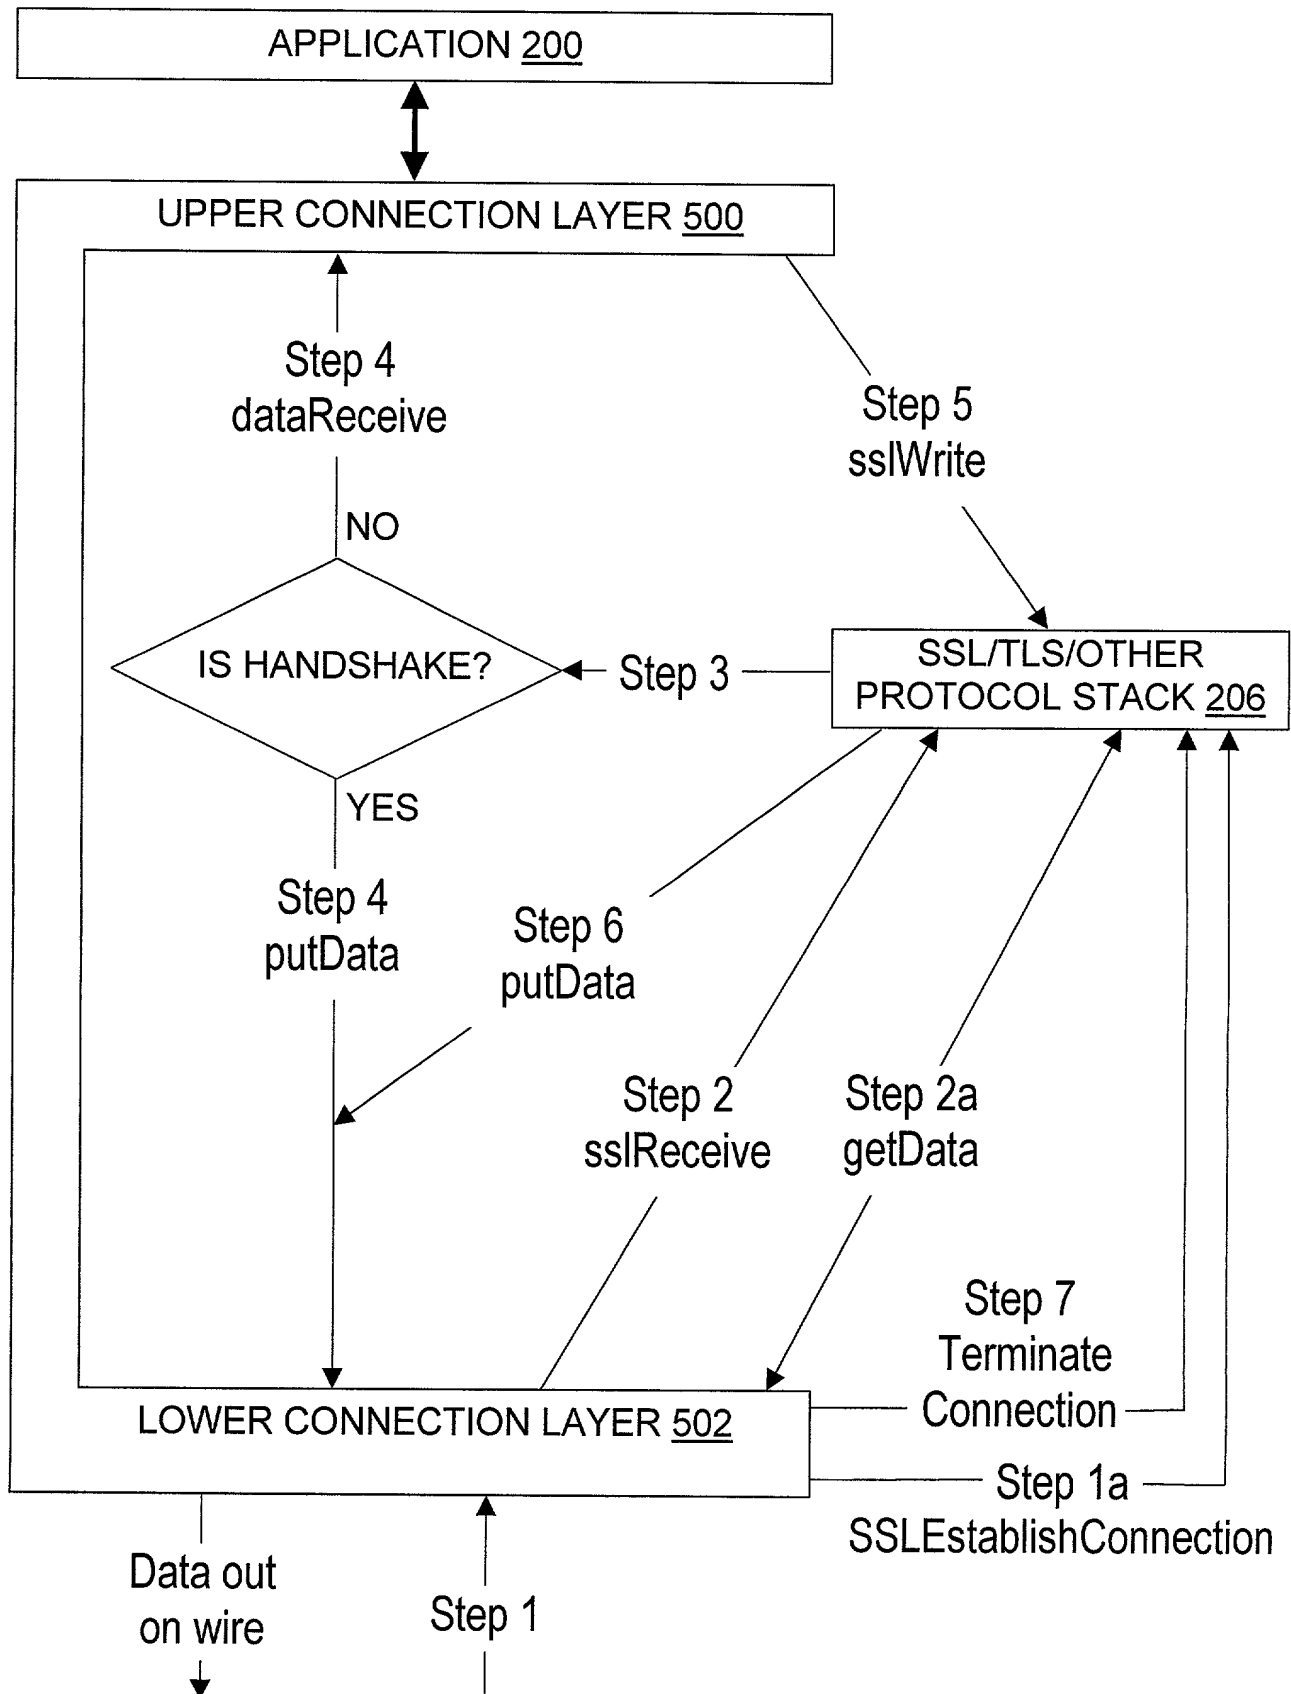 APPLICATION 200
UPPER CONNECTION LAYER 500
Step 4
dataReceive
Step 5
sslWrite
NO
IS HANDSHAKE?
Step 3
SSL/TLS/OTHER
PROTOCOL STACK 206
YES
Step 4
putData
Step 6
putData
Step 2
sslReceive
Step 2a
getData
Step 7
Terminate
Connection
LOWER CONNECTION LAYER 502
Step 1a
SSLEstablishConnection
Data out
on wire
Step 1